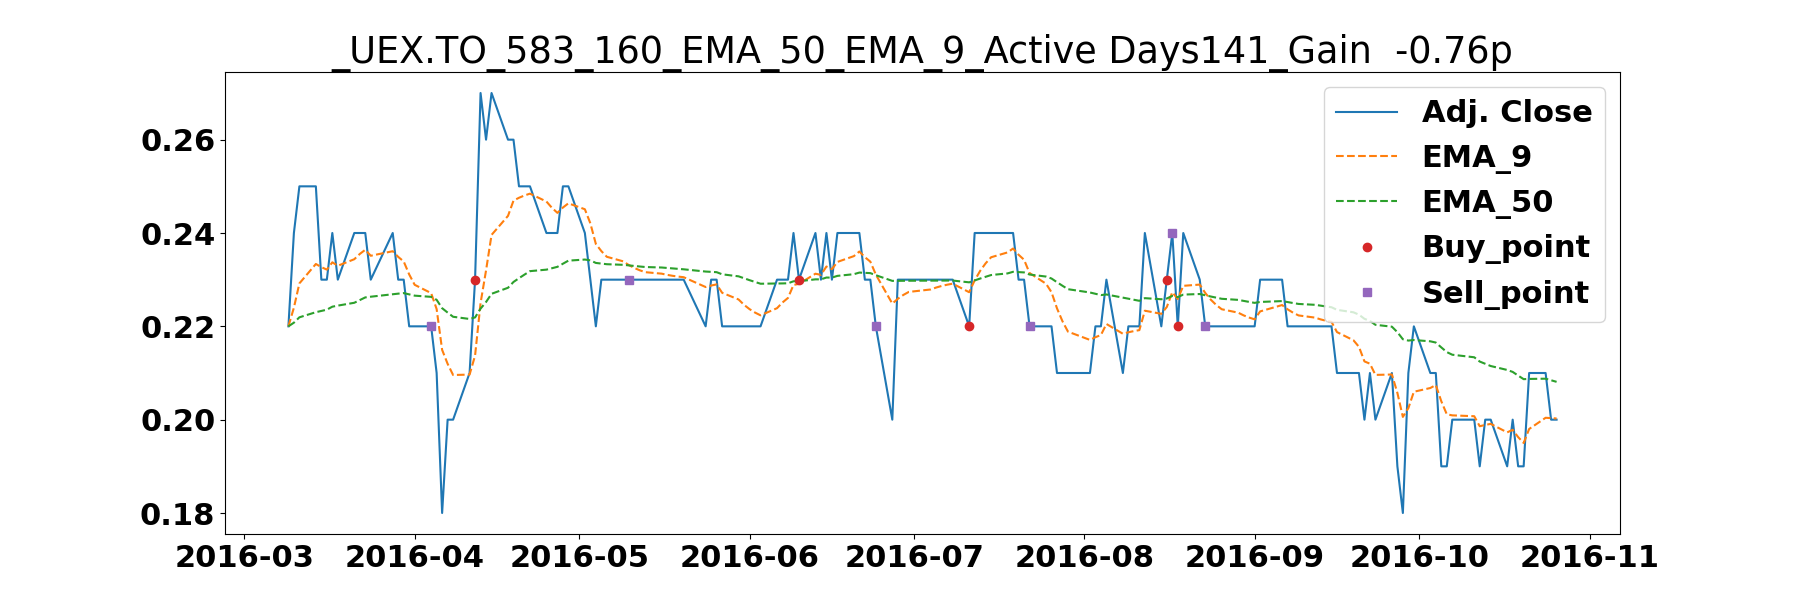 _UEX.TO_583_160_EMA_50_EMA_9_Active Days141_Gain  -0.76p
Adj. Close
EMA_9
EMA_50
Buy_point
Sell_point
0.26
0.24
0.22
0.20
0.18
2016-03 2016-04 2016-05 2016-06 2016-07 2016-08 2016-09 2016-10 2016-11